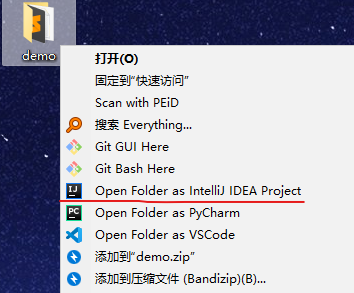 demo
打开(O)
固定到"快速访问"
Scan with PEiD
搜索 Everything...
Git GUI Here
Git Bash Here
IJ Open Folder as IntelliJ IDEA Project
PC Open Folder as PyCharm
Open Folder as VSCode
添加到"demo.zip"
添加到压缩文件 (Bandizip)(B)...